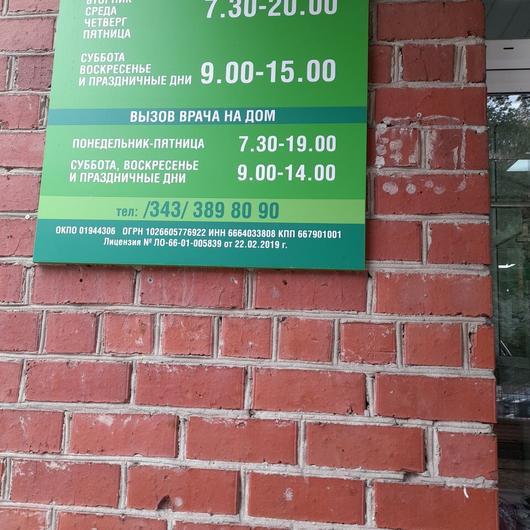 ВТОРНИК
СРЕДА
ЧЕТВЕРГ
ПЯТНИЦА
7.30-20.00
СУББОТА
ВОСКРЕСЕНЬЕ
И ПРАЗДНИЧНЫЕ ДНИ 9.00-15.00
ВЫЗОВ ВРАЧА НА ДОМ
ПОНЕДЕЛЬНИК-ПЯТНИЦА 7.30-19.00
СУББОТА, ВОСКРЕСЕНЬЕ
И ПРАЗДНИЧНЫЕ ДНИ 9.00-14.00
тел: /343/ 389 80 90
ОКПО 01944306 ОГРН 1026605776922 ИНН 6664033808 КПП 667901001
Лицензия № ЛО-66-01-005839 от 22.02.2019 г.